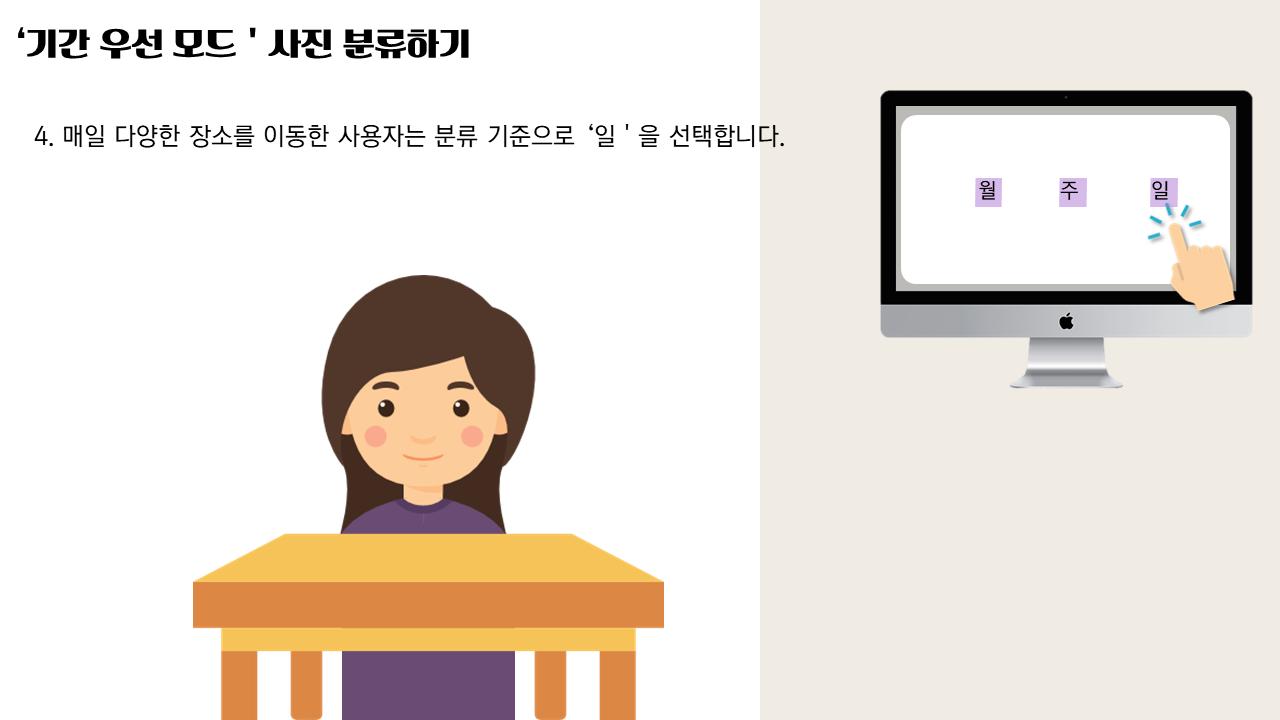 ‘기간 우선 모드 ' 사진 분류하기
4. 매일 다양한 장소를 이동한 사용자는 분류 기준으로 ‘일 ' 을 선택합니다.
월 주 일